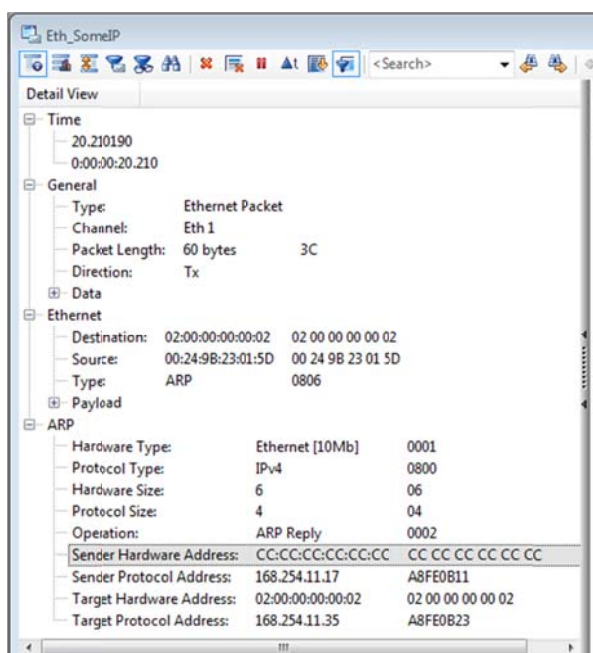 Eth_SomeIP
<Search>
Detail View
Time
20.210190
0:00:00:20.210
General
Type: Ethernet Packet
Channel: Eth 1
Packet Length: 60 bytes 3C
Direction: Tx
Data
Ethernet
Destination: 02:00:00:00:00:02 02 00 00 00 00 02
Source: 00:24:9B:23:01:5D 00 24 9B 23 01 5D
Type: ARP 0806
Payload
ARP
Hardware Type: Ethernet [10Mb] 0001
Protocol Type: IPv4 0800
Hardware Size: 6 06
Protocol Size: 4 04
Operation: ARP Reply 0002
Sender Hardware Address: CC:CC:CC:CC:CC:CC CC CC CC CC CC CC
Sender Protocol Address: 168.254.11.17 A8FE0B11
Target Hardware Address: 02:00:00:00:00:02 02 00 00 00 00 02
Target Protocol Address: 168.254.11.35 A8FE0B23